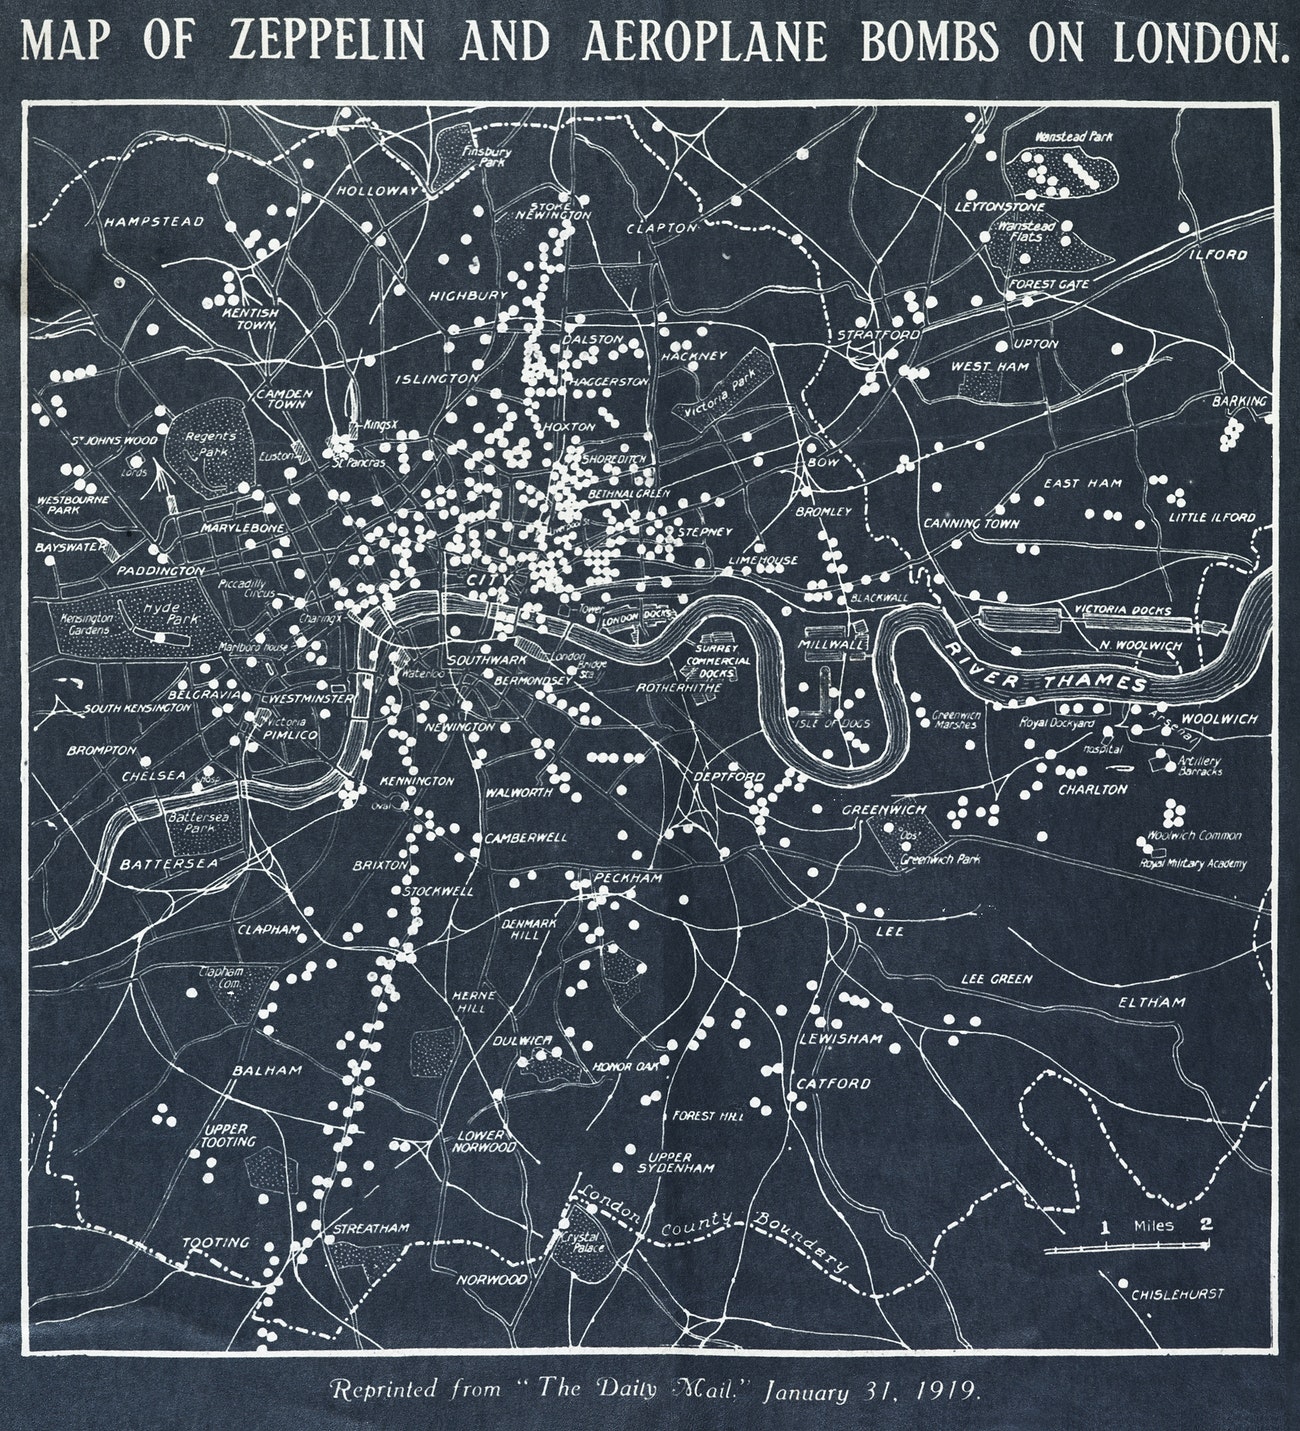 MAP OF ZEPPELIN AND AEROPLANE BOMBS ON LONDON.
Wanstead Park
Finsbury
Park
HOLLOWAY
STOKE
NEWINGTON
LEYTONSTONE
HAMPSTEAD
CLAPTON
Wanstead
Flats
ILFORD
HIGHBURY
FOREST GATE
KENTISH
TOWN
DALSTON
STRATFORD
UPTON
HACKNEY
WEST HAM
ISLINGTON
HAGGERSTON
Victoria Park
CAMDEN
TOWN
BARKING
KingsX
HOXTON
ST JOHNS WOOD
Regents
Park
Lords
Euston
St Pancras
SHOREDITCH
BOW
WESTBOURNE
PARK
BETHNAL GREEN
EAST HAM
BROMLEY
LITTLE ILFORD
MARYLEBONE
CANNING TOWN
STEPNEY
BAYSWATER
LIMEHOUSE
PADDINGTON
CITY
Piccadilly
Circus
BLACKWALL
Kensington
Gardens
Hyde
Park
Charing X
Tower
LONDON DOCKS
VICTORIA DOCKS
Marlboro' House
SURREY
COMMERCIAL
DOCKS
MILLWALL
N. WOOLWICH
SOUTHWARK
London
Bridge
Sta
RIVER THAMES
Waterloo
BERMONDSEY
ROTHERHITHE
BELGRAVIA
WESTMINSTER
SOUTH KENSINGTON
Victoria
PIMLICO
NEWINGTON
ISLE OF DOGS
Greenwich
Marshes
Royal Dockyard
Arsenal
WOOLWICH
BROMPTON
Hospital
CHELSEA
Hosp
KENNINGTON
DEPTFORD
Artillery
Barracks
WALWORTH
CHARLTON
Oval
GREENWICH
Battersea
Park
Obs'
Woolwich Common
CAMBERWELL
Greenwich Park
Royal Military Academy
BATTERSEA
BRIXTON
PECKHAM
STOCKWELL
CLAPHAM
DENMARK
HILL
LEE
Clapham
Com.
LEE GREEN
HERNE
HILL
ELTHAM
DULWICH
LEWISHAM
BALHAM
HONOR OAK
CATFORD
FOREST HILL
UPPER
TOOTING
LOWER
NORWOOD
UPPER
SYDENHAM
London County Boundary
STREATHAM
1 Miles 2
TOOTING
Crystal
Palace
NORWOOD
CHISLEHURST
Reprinted from "The Daily Mail," January 31, 1919.